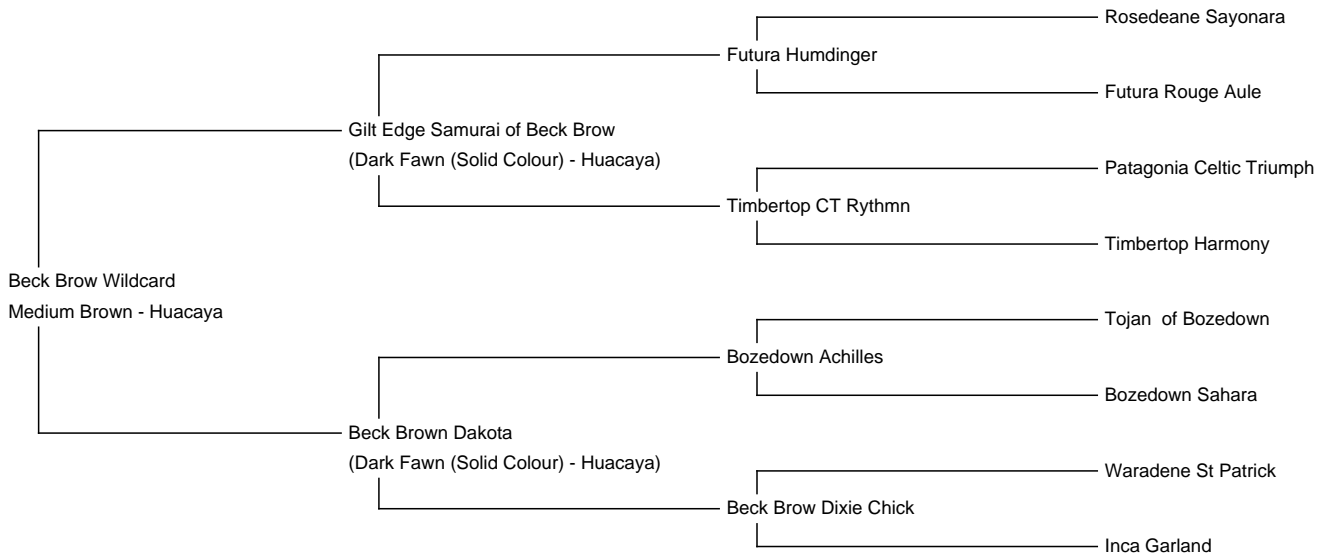 Rosedeane Sayonara
Futura Humdinger
Futura Rouge Aule
Gilt Edge Samurai of Beck Brow
(Dark Fawn (Solid Colour) - Huacaya)
Patagonia Celtic Triumph
Timbertop CT Rythmn
Timbertop Harmony
Beck Brow Wildcard
Medium Brown - Huacaya
Tojan  of Bozedown
Bozedown Achilles
Bozedown Sahara
Beck Brown Dakota
(Dark Fawn (Solid Colour) - Huacaya)
Waradene St Patrick
Beck Brow Dixie Chick
Inca Garland